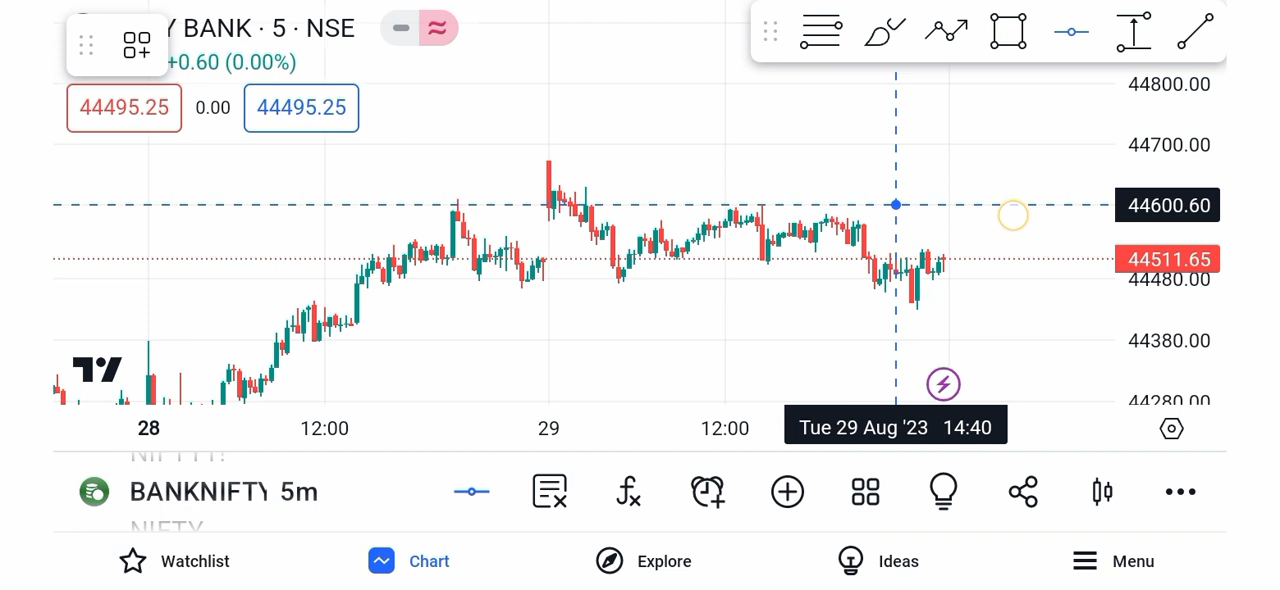 Y BANK · 5 · NSE
+0.60 (0.00%)
44495.25 0.00 44495.25
44800.00
44700.00
44600.60
44511.65
44480.00
44380.00
44280.00
28 12:00 29 12:00 Tue 29 Aug '23 14:40
BANKNIFTY 5m
NIFTY
Watchlist Chart Explore Ideas Menu